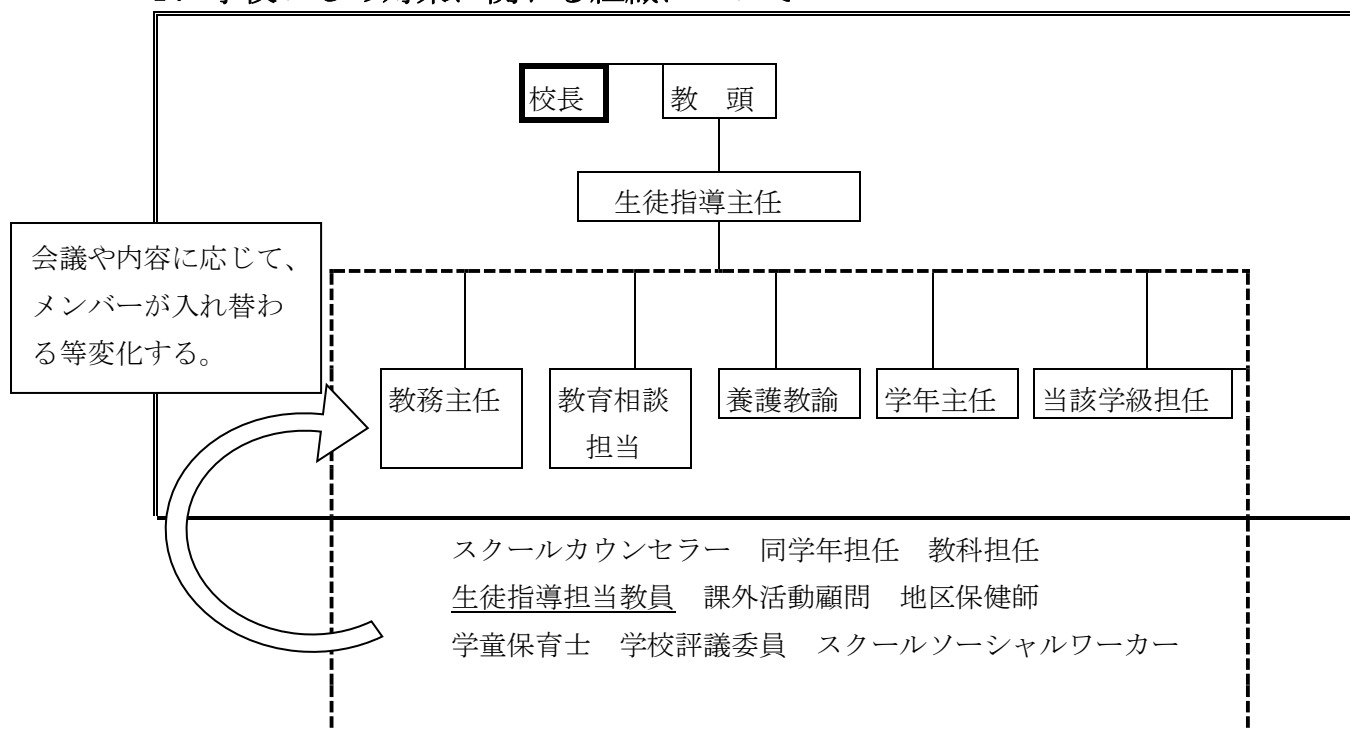 校長
教 頭
生徒指導主任
会議や内容に応じて、
メンバーが入れ替わ
る等変化する。
教務主任
教育相談
担当
養護教諭
学年主任
当該学級担任
スクールカウンセラー 同学年担任 教科担任
生徒指導担当教員 課外活動顧問 地区保健師
学童保育士 学校評議委員 スクールソーシャルワーカー